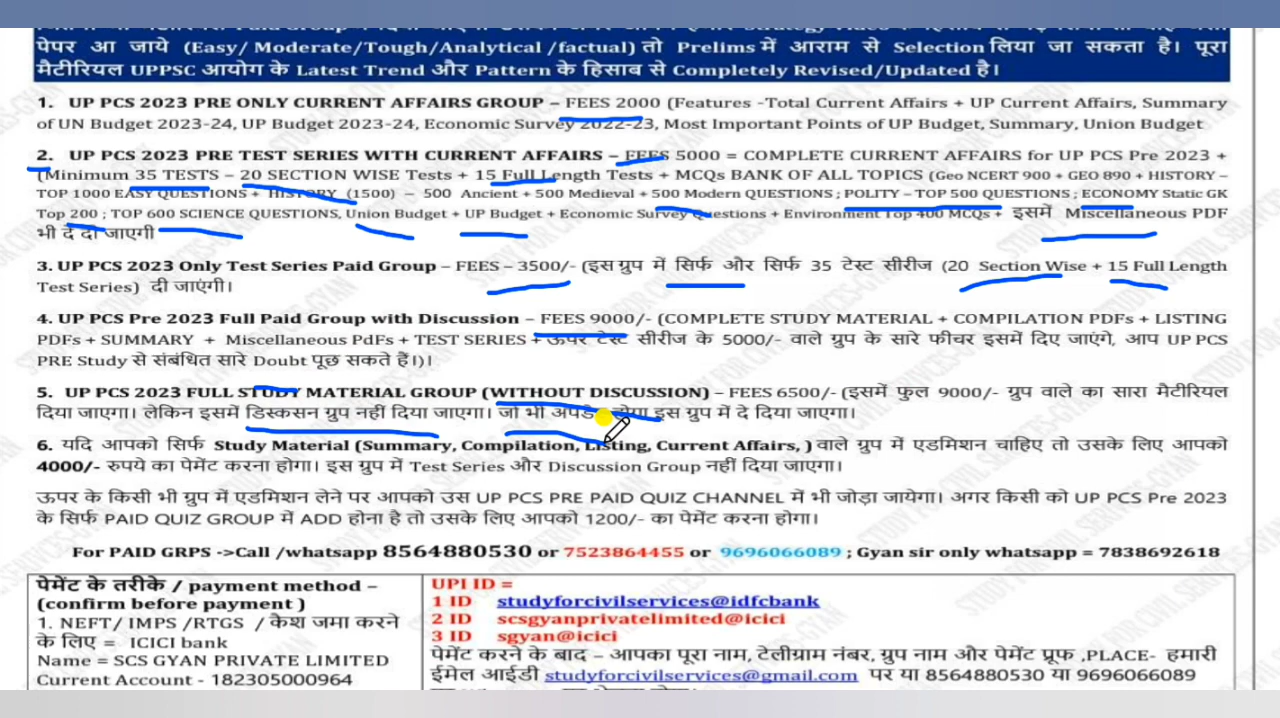 पेपर आ जाये (Easy/ Moderate/Tough/Analytical /factual) तो Prelims में आराम से Selection लिया जा सकता है। पूरा
मैटीरियल UPPSC आयोग के Latest Trend और Pattern के हिसाब से Completely Revised/Updated है।
1. UP PCS 2023 PRE ONLY CURRENT AFFAIRS GROUP – FEES 2000 (Features -Total Current Affairs + UP Current Affairs, Summary
of UN Budget 2023-24, UP Budget 2023-24, Economic Survey 2022-23, Most Important Points of UP Budget, Summary, Union Budget
2. UP PCS 2023 PRE TEST SERIES WITH CURRENT AFFAIRS – FEES 5000 = COMPLETE CURRENT AFFAIRS for UP PCS Pre 2023 +
(Minimum 35 TESTS – 20 SECTION WISE Tests + 15 Full Length Tests + MCQs BANK OF ALL TOPICS (Geo NCERT 900 + GEO 890 + HISTORY –
TOP 1000 EASY QUESTIONS + HISTORY (1500) – 500 Ancient + 500 Medieval + 500 Modern QUESTIONS ; POLITY – TOP 500 QUESTIONS ; ECONOMY Static GK
Top 200 ; TOP 600 SCIENCE QUESTIONS, Union Budget + UP Budget + Economic Survey Questions + Environment Top 400 MCQs + इसमें Miscellaneous PDF
भी दे दी जाएगी
3. UP PCS 2023 Only Test Series Paid Group – FEES – 3500/- (इस ग्रुप में सिर्फ और सिर्फ 35 टेस्ट सीरीज (20 Section Wise + 15 Full Length
Test Series) दी जाएंगी।
4. UP PCS Pre 2023 Full Paid Group with Discussion – FEES 9000/- (COMPLETE STUDY MATERIAL + COMPILATION PDFs + LISTING
PDFs + SUMMARY + Miscellaneous PdFs + TEST SERIES + ऊपर टेस्ट सीरीज के 5000/- वाले ग्रुप के सारे फीचर इसमें दिए जाएंगे, आप UP PCS
PRE Study से संबंधित सारे Doubt पूछ सकते हैं।)।
5. UP PCS 2023 FULL STUDY MATERIAL GROUP (WITHOUT DISCUSSION) – FEES 6500/- (इसमें फुल 9000/- ग्रुप वाले का सारा मैटीरियल
दिया जाएगा। लेकिन इसमें डिस्कसन ग्रुप नहीं दिया जाएगा। जो भी अपडेट होगा इस ग्रुप में दे दिया जाएगा।
6. यदि आपको सिर्फ Study Material (Summary, Compilation, Listing, Current Affairs, ) वाले ग्रुप में एडमिशन चाहिए तो उसके लिए आपको
4000/- रुपये का पेमेंट करना होगा। इस ग्रुप में Test Series और Discussion Group नहीं दिया जाएगा।
ऊपर के किसी भी ग्रुप में एडमिशन लेने पर आपको उस UP PCS PRE PAID QUIZ CHANNEL में भी जोड़ा जायेगा। अगर किसी को UP PCS Pre 2023
के सिर्फ PAID QUIZ GROUP में ADD होना है तो उसके लिए आपको 1200/- का पेमेंट करना होगा।
For PAID GRPS ->Call /whatsapp 8564880530 or 7523864455 or 9696066089 ; Gyan sir only whatsapp = 7838692618
पेमेंट के तरीके / payment method –
(confirm before payment )
1. NEFT/ IMPS /RTGS / कैश जमा करने
के लिए = ICICI bank
Name = SCS GYAN PRIVATE LIMITED
Current Account - 182305000964
UPI ID =
1 ID studyforcivilservices@idfcbank
2 ID scsgyanprivatelimited@icici
3 ID sgyan@icici
पेमेंट करने के बाद – आपका पूरा नाम, टेलीग्राम नंबर, ग्रुप नाम और पेमेंट प्रूफ ,PLACE- हमारी
ईमेल आईडी studyforcivilservices@gmail.com पर या 8564880530 या 9696066089